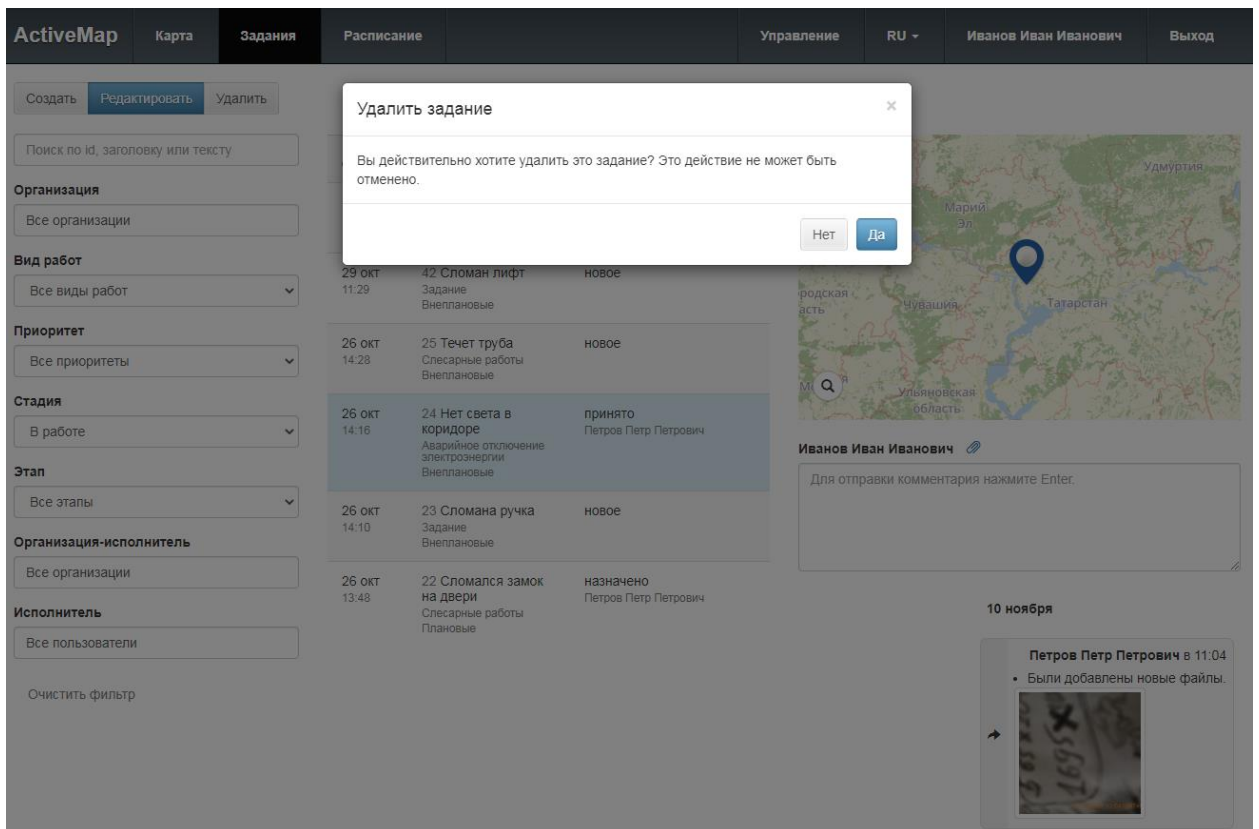 ActiveMap Карта Задания Расписание Управление RU Иванов Иван Иванович Выход
Создать Редактировать Удалить
Поиск по id, заголовку или тексту
Организация
Все организации
Вид работ
Все виды работ
Приоритет
Все приоритеты
Стадия
В работе
Этап
Все этапы
Организация-исполнитель
Все организации
Исполнитель
Все пользователи
Очистить фильтр
Удалить задание ×
Вы действительно хотите удалить это задание? Это действие не может быть
отменено.
Нет Да
29 окт 42 Сломан лифт новое
11:29 Задание
Внеплановые
26 окт 25 Течет труба новое
14:28 Слесарные работы
Внеплановые
26 окт 24 Нет света в принято
14:16 коридоре Петров Петр Петрович
Аварийное отключение
электроэнергии
Внеплановые
26 окт 23 Сломана ручка новое
14:10 Задание
Внеплановые
26 окт 22 Сломался замок назначено
13:48 на двери Петров Петр Петрович
Слесарные работы
Плановые
Удмуртия
Марий
Эл
родская
асть
Чувашия
Татарстан
Ульяновская
область
Иванов Иван Иванович
Для отправки комментария нажмите Enter.
10 ноября
Петров Петр Петрович в 11:04
• Были добавлены новые файлы.
1695